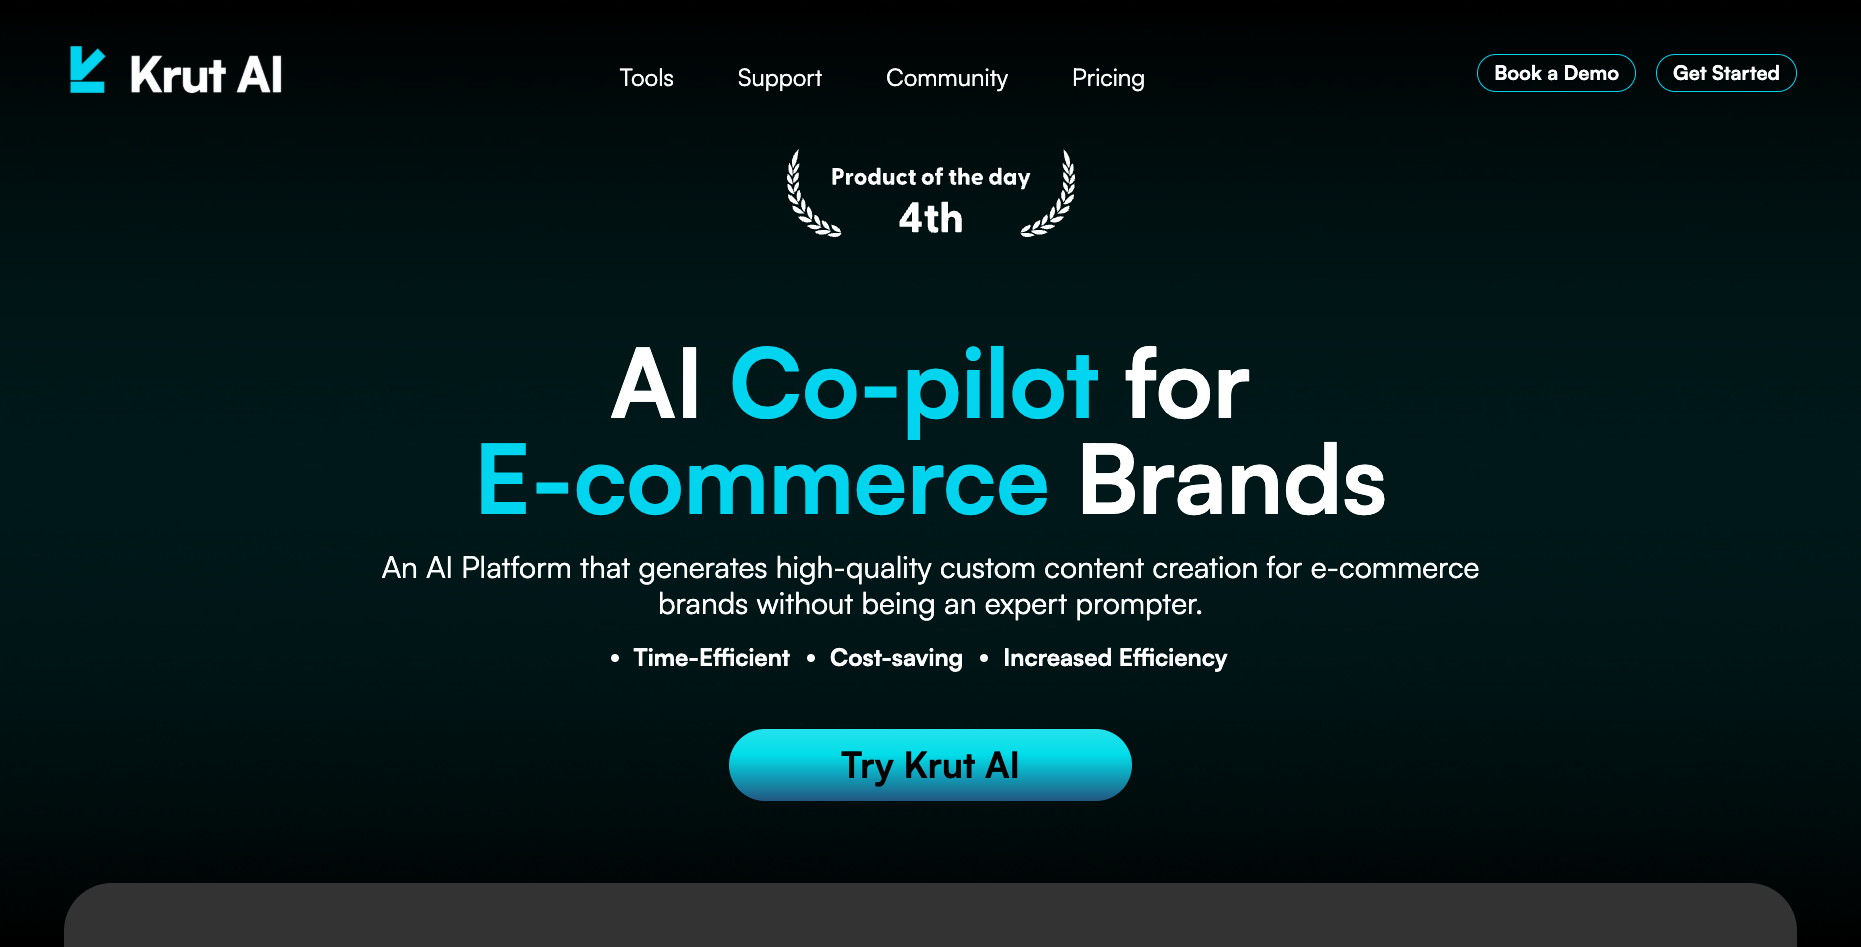 Krut AI
Tools
Support
Community
Pricing
Book a Demo
Get Started
Product of the day
4th
AI Co-pilot for
E-commerce Brands
An AI Platform that generates high-quality custom content creation for e-commerce
brands without being an expert prompter.
• Time-Efficient • Cost-saving • Increased Efficiency
Try Krut AI